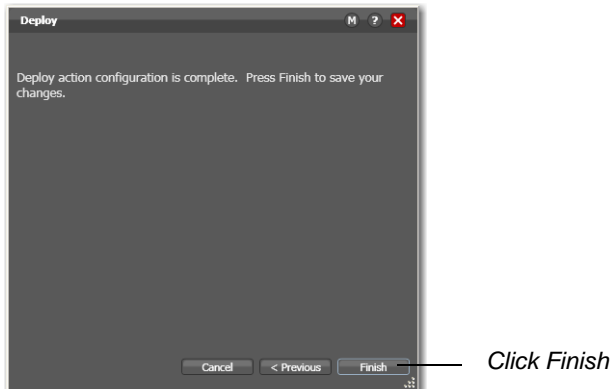 Deploy M ? X
Deploy action configuration is complete. Press Finish to save your
changes.
Cancel < Previous Finish
Click Finish